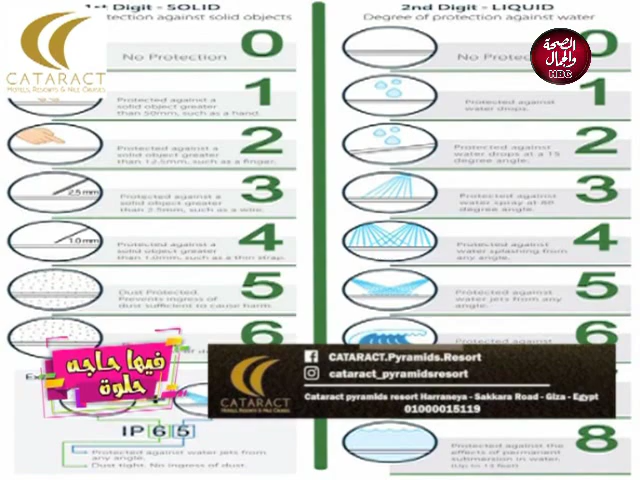 1st Digit - SOLID
tection against solid objects
No Protection
0
Protected against a
solid object greater
than 50mm, such as a hand.
1
Protected against a
solid object greater
than 12.5mm, such as a finger.
2
2.5 mm
Protected against a
solid object greater
than 2.5mm, such as a wire.
3
1.0 mm
Protected against a
solid object greater
than 1.0mm, such as a thin strap.
4
Dust Protected.
Prevents ingress of
dust sufficient to cause harm.
5
6
IP 6 5
Protected against water jets from
any angle.
Dust tight. No ingress of dust.
2nd Digit - LIQUID
Degree of protection against water
No Protec
0
Protected against
water drops.
1
Protected against
water drops at a 15
degree angle.
2
Protected against
water spray at 60
degree angle.
3
Protected against
water splashing from
any angle.
4
Protected against
water jets from any
angle.
5
Protected against
6
Protected against the
effects of permanent
submersion in water.
8
CATARACT
HOTELS, RESORTS & NILE CRUISES
الصحة
والجمال
HBC
فيها حاجه
حلوة
CATARACT
HOTELS, RESORTS & NILE CRUISES
CATARACT.Pyramids.Resort
cataract_pyramidsresort
Cataract pyramids resort Harraneya - Sakkara Road - Giza - Egypt
01000015119